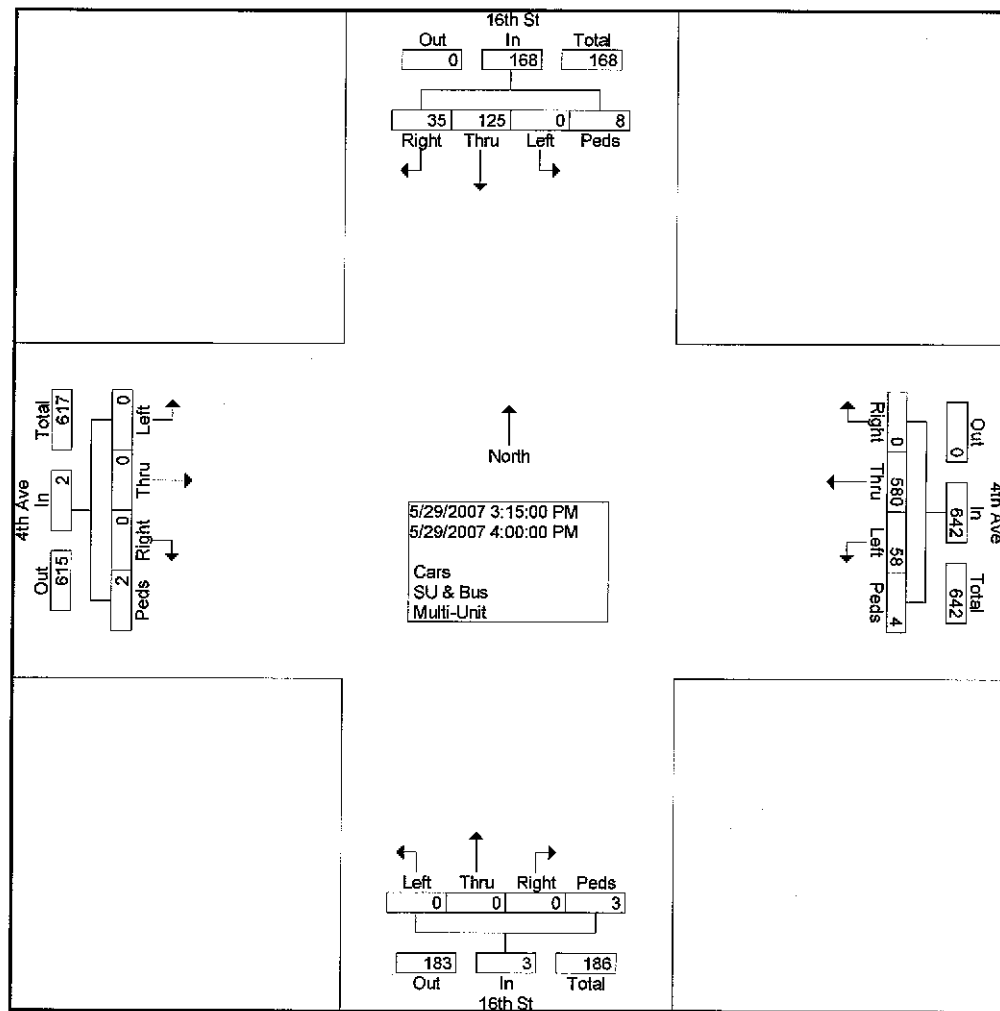 16th St
Out In Total
0 168 168
35 125 0 8
Right Thru Left Peds
4th Ave
Total In Out
617 2 615
0 0 0 2
Left Thru Right Peds
North
5/29/2007 3:15:00 PM
5/29/2007 4:00:00 PM
Cars
SU & Bus
Multi-Unit
Right Thru Left Peds
0 580 58 4
0 642 642
Out In Total
4th Ave
Left Thru Right Peds
0 0 0 3
183 3 186
Out In Total
16th St